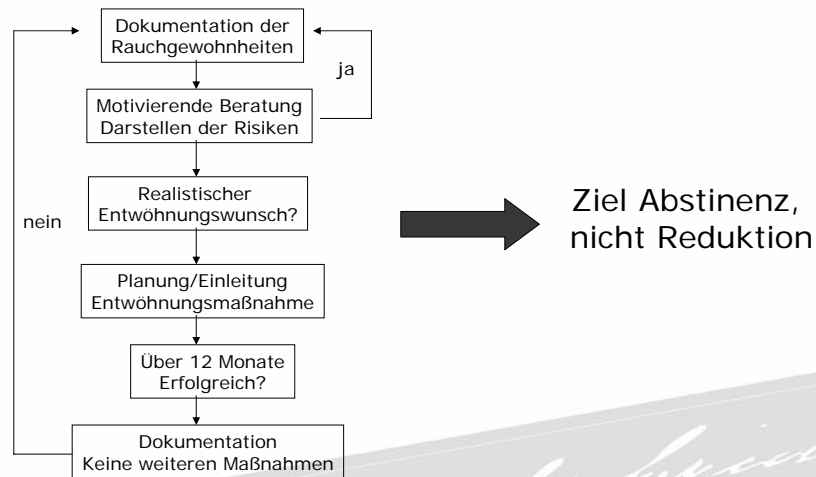 Dokumentation der
Rauchgewohnheiten
ja
Motivierende Beratung
Darstellen der Risiken
Realistischer
Entwöhnungswunsch?
nein
Ziel Abstinenz,
nicht Reduktion
Planung/Einleitung
Entwöhnungsmaßnahme
Über 12 Monate
Erfolgreich?
Dokumentation
Keine weiteren Maßnahmen